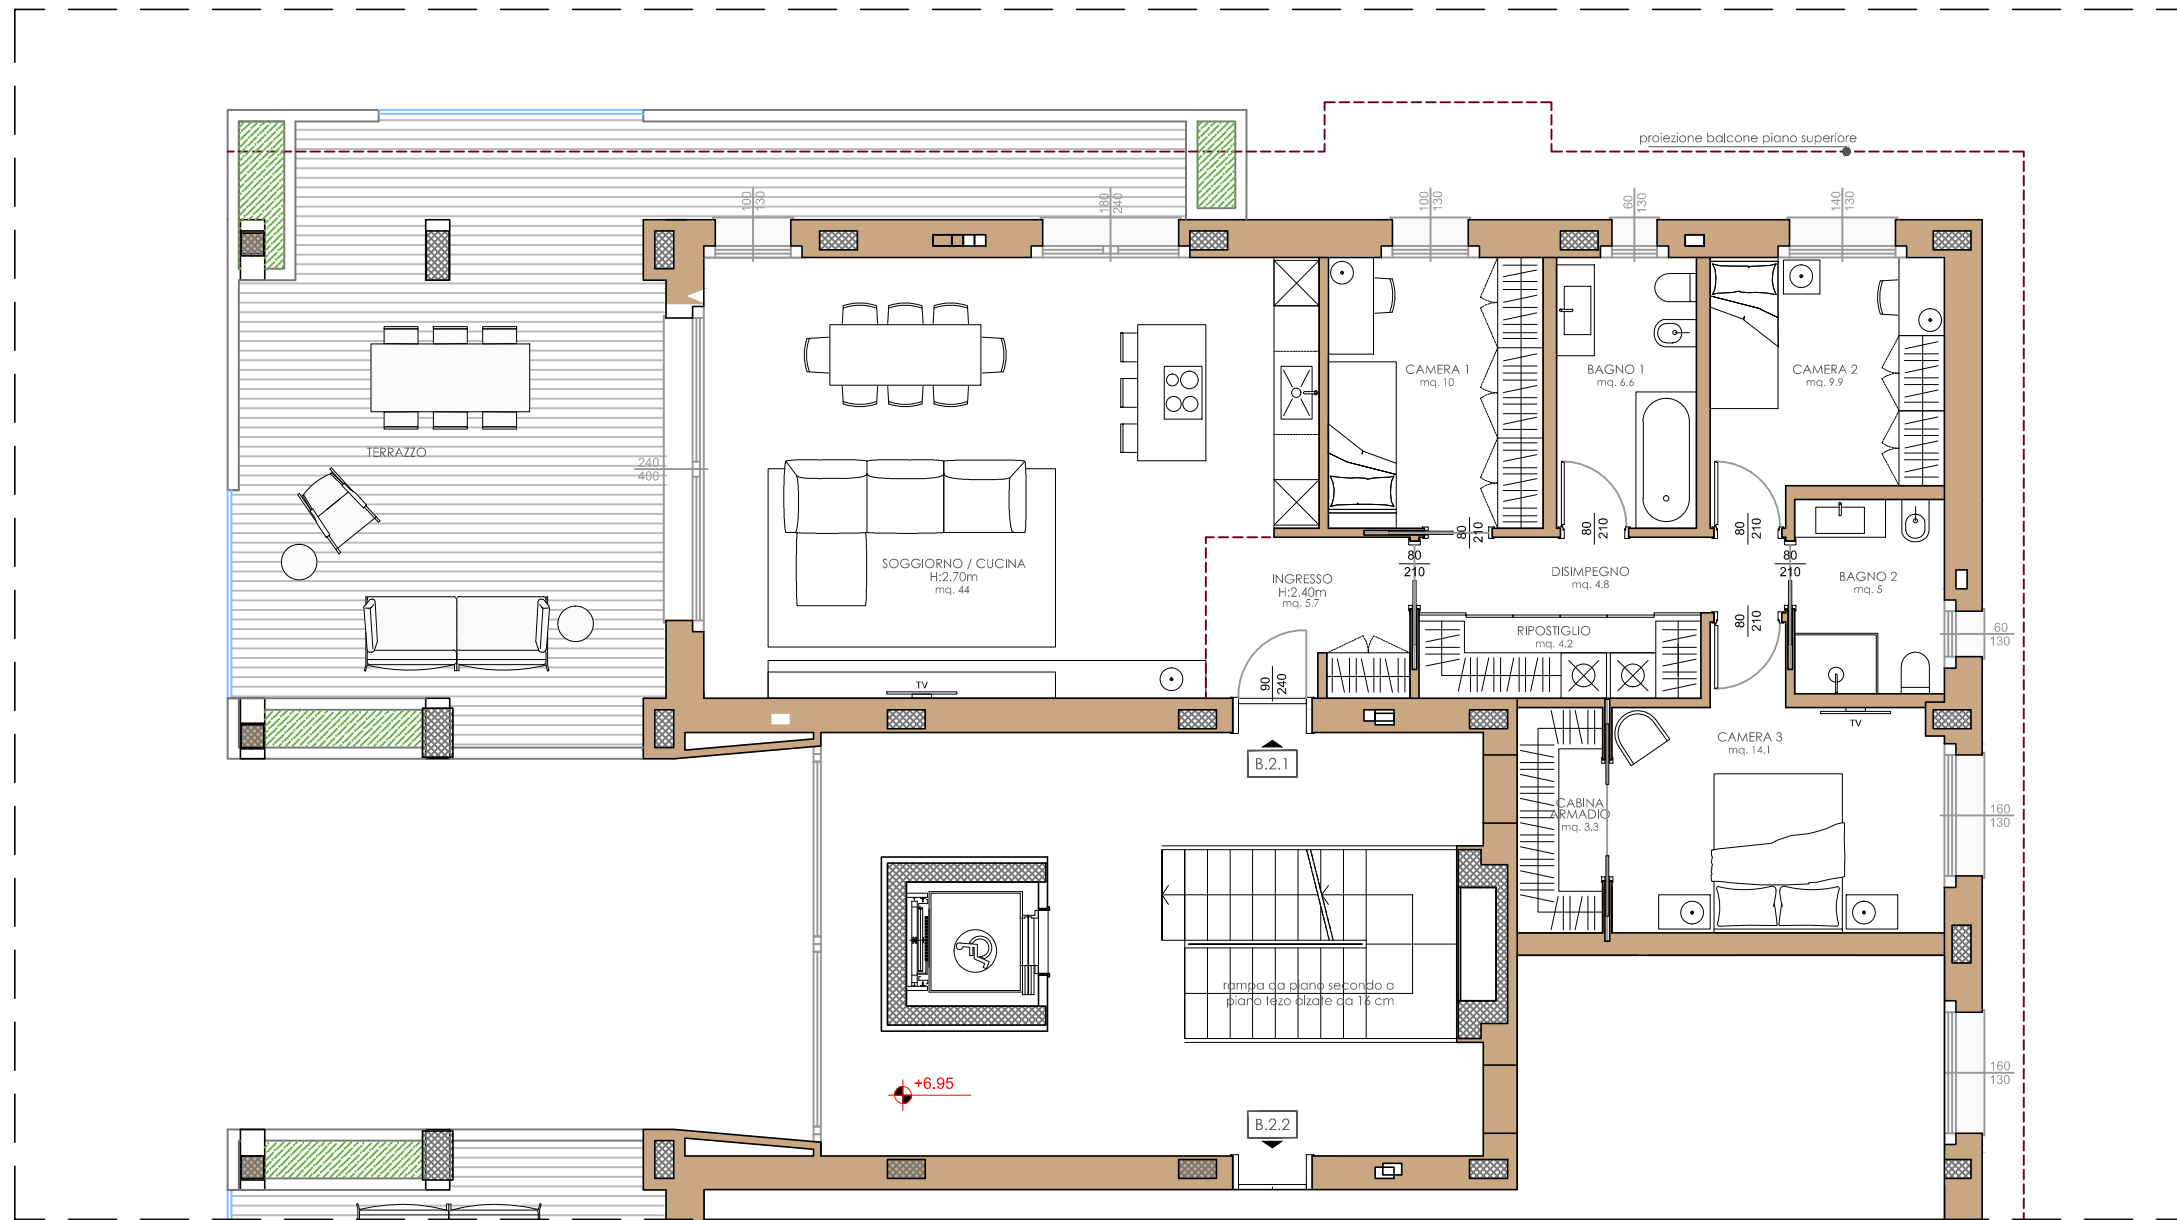 proiezione balcone piano superiore
100
130
180
240
100
130
60
130
140
130
CAMERA 1
mq. 10
BAGNO 1
mq. 6.6
CAMERA 2
mq. 9.9
TERRAZZO
240
400
SOGGIORNO / CUCINA
H:2.70m
mq. 44
INGRESSO
H:2.40m
mq. 5.7
80
210
80
210
80
210
80
210
80
210
DISIMPEGNO
mq. 4.8
BAGNO 2
mq. 5
RIPOSTIGLIO
mq. 4.2
80
210
60
130
TV
90
240
TV
CAMERA 3
mq. 14.1
B.2.1
CABINA
ARMADIO
mq. 3.3
160
130
rampa da piano secondo a
piano tezo alzate da 16 cm
+6.95
160
130
B.2.2